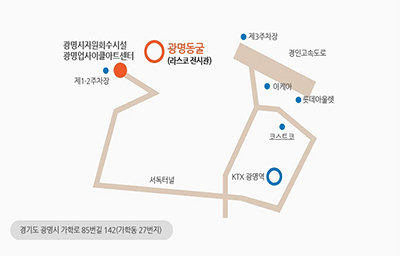 제3주차장
광명시자원회수시설
광명업사이클아트센터
광명동굴
(라스코 전시관)
경인고속도로
제1·2주차장
이케아
롯데아울렛
코스트코
KTX 광명역
서독터널
경기도 광명시 가학로 85번길 142(가학동 27번지)